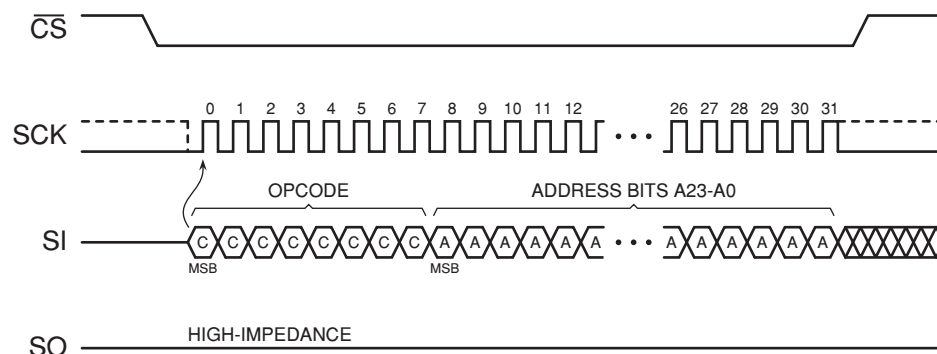 CS
0 1 2 3 4 5 6 7 8 9 10 11 12 26 27 28 29 30 31
SCK
OPCODE ADDRESS BITS A23-A0
SI C C C C C C C C A A A A A A A A A A A A
MSB MSB
HIGH-IMPEDANCE
SO